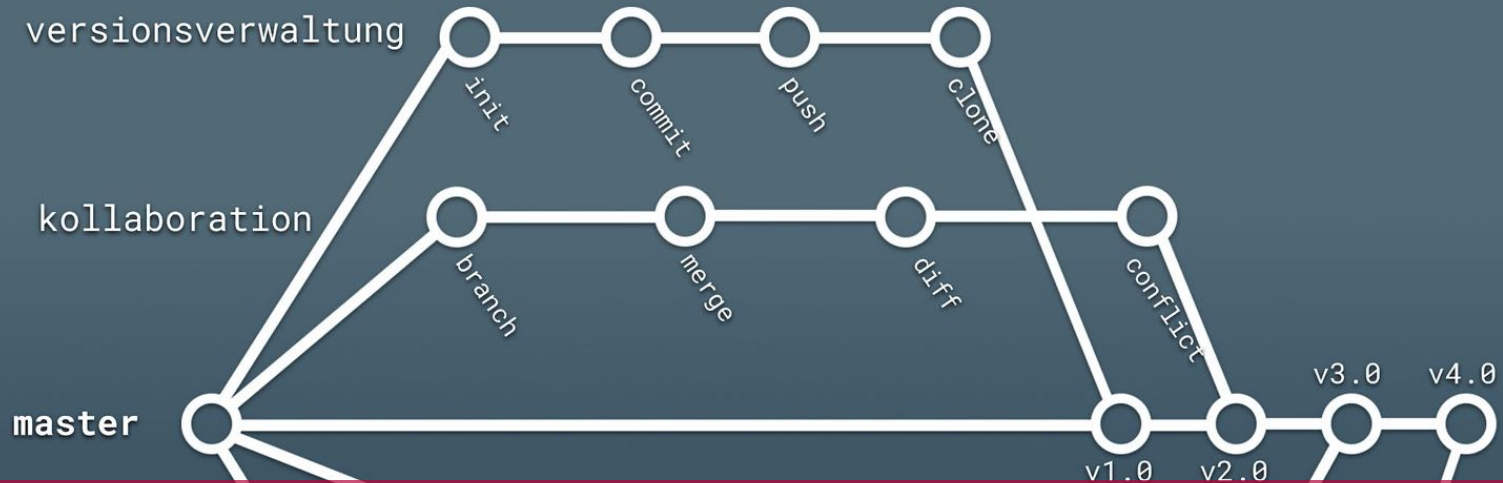 versionsverwaltung
init
commit
push
clone
kollaboration
branch
merge
diff
conflict
v3.0
v4.0
master
v1.0
v2.0